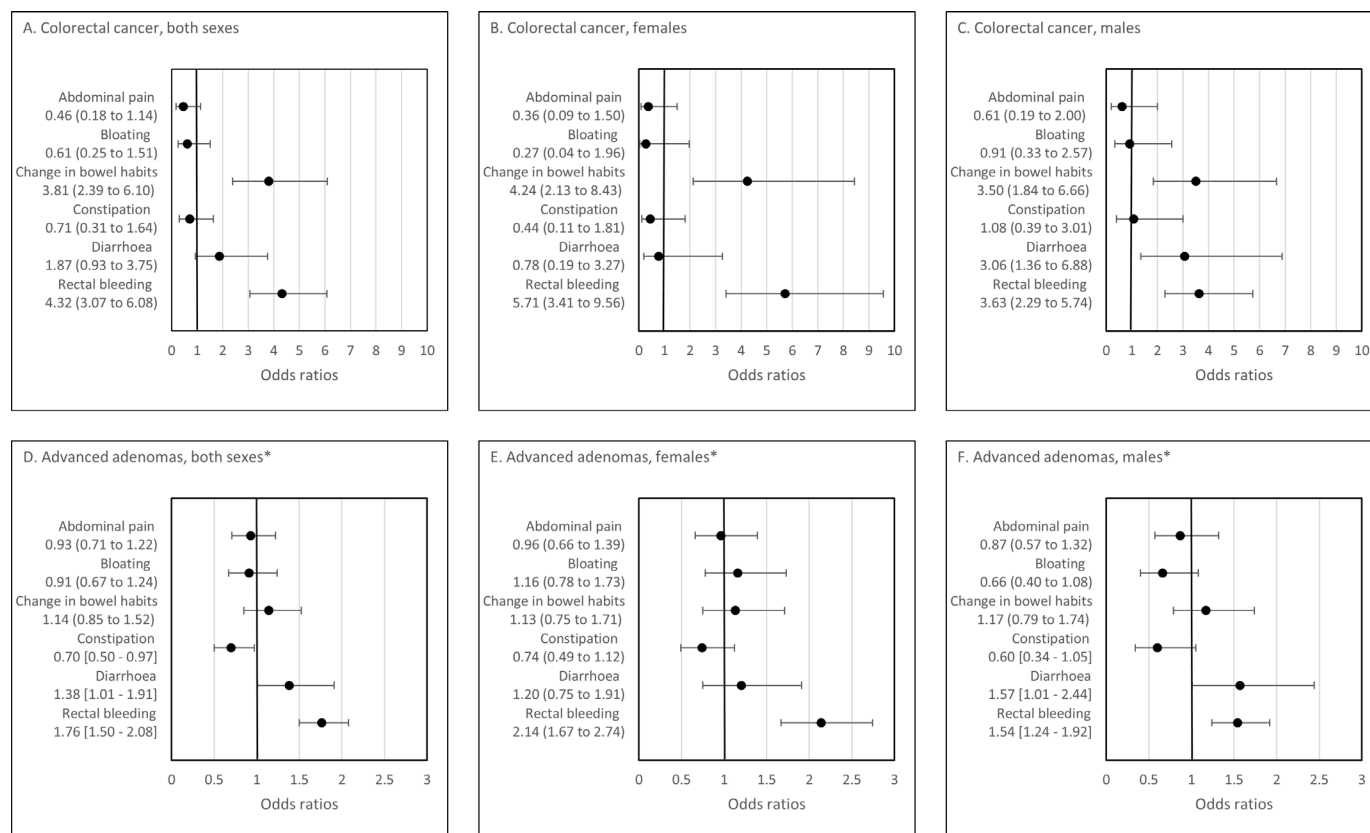 A. Colorectal cancer, both sexes
Abdominal pain
0.46 (0.18 to 1.14)
Bloating
0.61 (0.25 to 1.51)
Change in bowel habits
3.81 (2.39 to 6.10)
Constipation
0.71 (0.31 to 1.64)
Diarrhoea
1.87 (0.93 to 3.75)
Rectal bleeding
4.32 (3.07 to 6.08)
0 1 2 3 4 5 6 7 8 9 10
Odds ratios
B. Colorectal cancer, females
Abdominal pain
0.36 (0.09 to 1.50)
Bloating
0.27 (0.04 to 1.96)
Change in bowel habits
4.24 (2.13 to 8.43)
Constipation
0.44 (0.11 to 1.81)
Diarrhoea
0.78 (0.19 to 3.27)
Rectal bleeding
5.71 (3.41 to 9.56)
0 1 2 3 4 5 6 7 8 9 10
Odds ratios
C. Colorectal cancer, males
Abdominal pain
0.61 (0.19 to 2.00)
Bloating
0.91 (0.33 to 2.57)
Change in bowel habits
3.50 (1.84 to 6.66)
Constipation
1.08 (0.39 to 3.01)
Diarrhoea
3.06 (1.36 to 6.88)
Rectal bleeding
3.63 (2.29 to 5.74)
0 1 2 3 4 5 6 7 8 9 10
Odds ratios
D. Advanced adenomas, both sexes*
Abdominal pain
0.93 (0.71 to 1.22)
Bloating
0.91 (0.67 to 1.24)
Change in bowel habits
1.14 (0.85 to 1.52)
Constipation
0.70 [0.50 - 0.97]
Diarrhoea
1.38 [1.01 - 1.91]
Rectal bleeding
1.76 [1.50 - 2.08]
0 0.5 1 1.5 2 2.5 3
Odds ratios
E. Advanced adenomas, females*
Abdominal pain
0.96 (0.66 to 1.39)
Bloating
1.16 (0.78 to 1.73)
Change in bowel habits
1.13 (0.75 to 1.71)
Constipation
0.74 (0.49 to 1.12)
Diarrhoea
1.20 (0.75 to 1.91)
Rectal bleeding
2.14 (1.67 to 2.74)
0 0.5 1 1.5 2 2.5 3
Odds ratios
F. Advanced adenomas, males*
Abdominal pain
0.87 (0.57 to 1.32)
Bloating
0.66 (0.40 to 1.08)
Change in bowel habits
1.17 (0.79 to 1.74)
Constipation
0.60 [0.34 - 1.05]
Diarrhoea
1.57 [1.01 - 2.44]
Rectal bleeding
1.54 [1.24 - 1.92]
0 0.5 1 1.5 2 2.5 3
Odds ratios